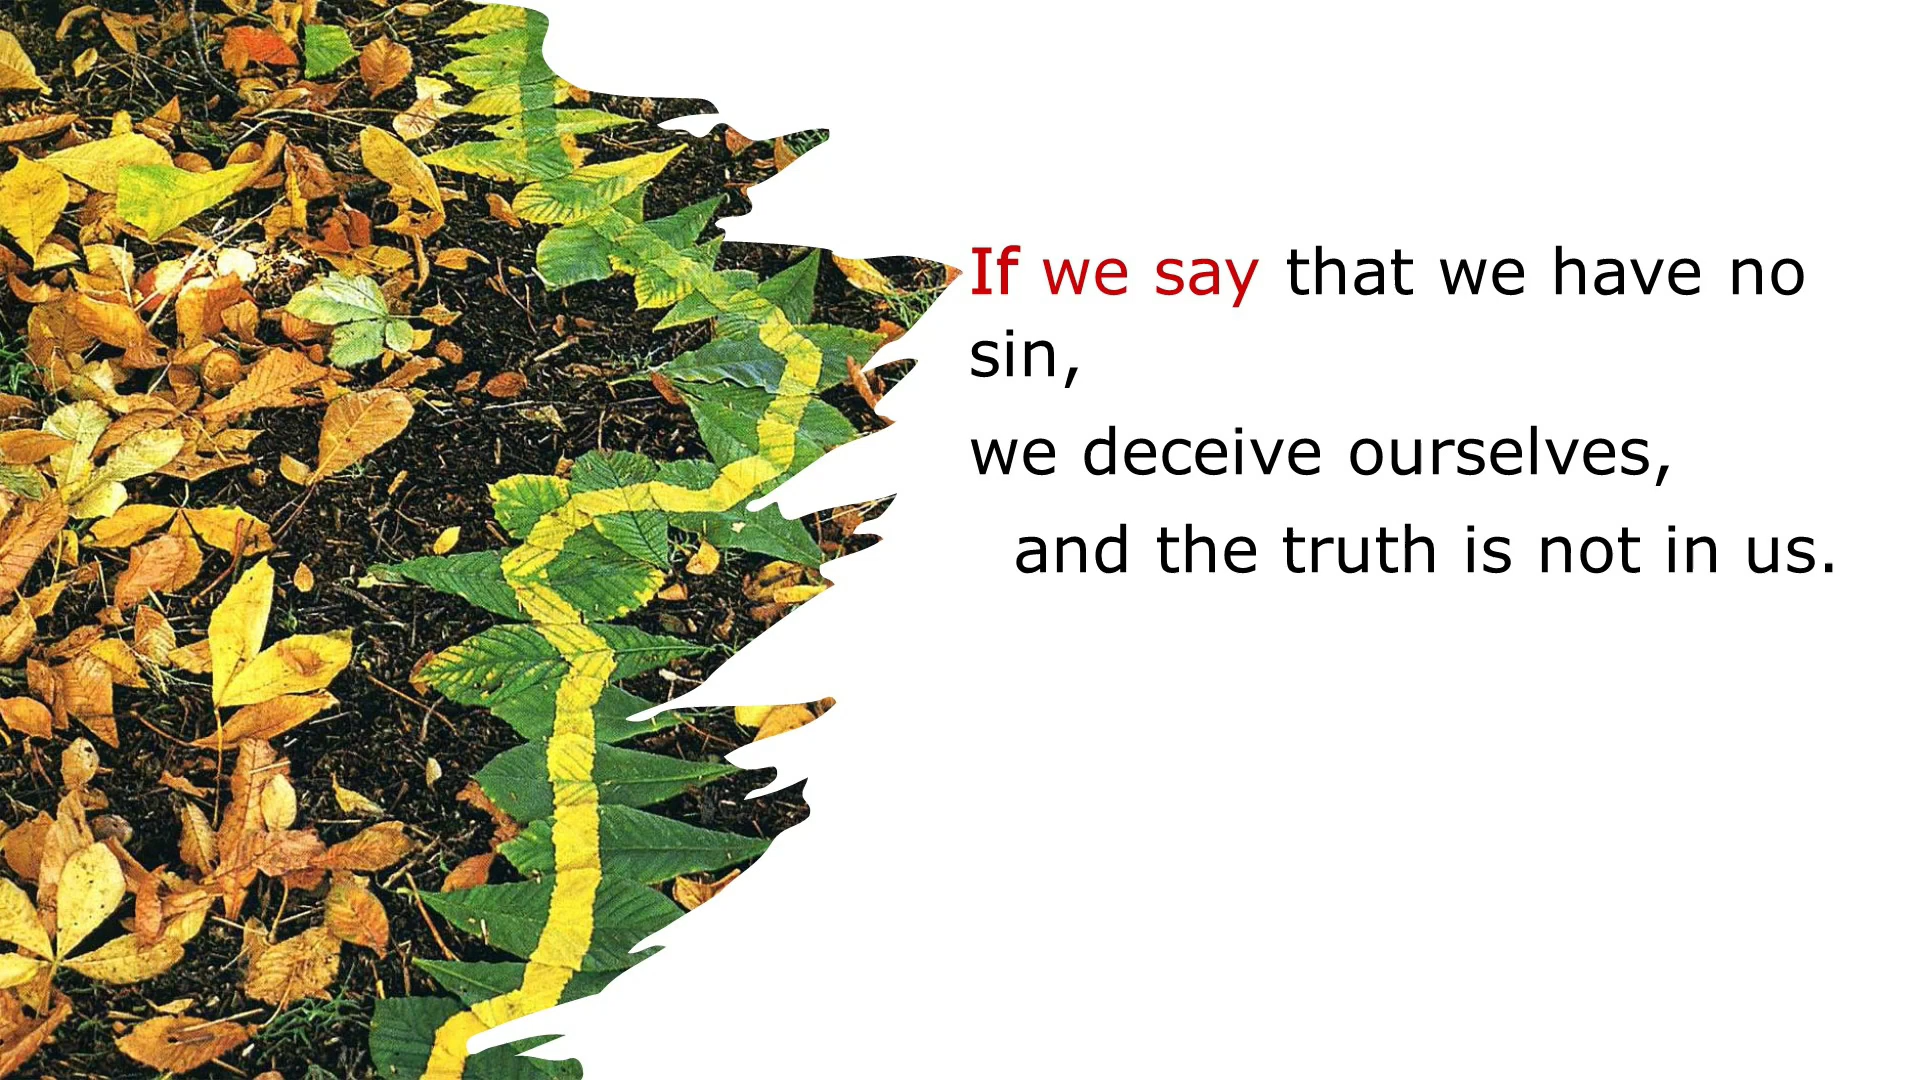 If we say that we have no
sin,
we deceive ourselves,
and the truth is not in us.